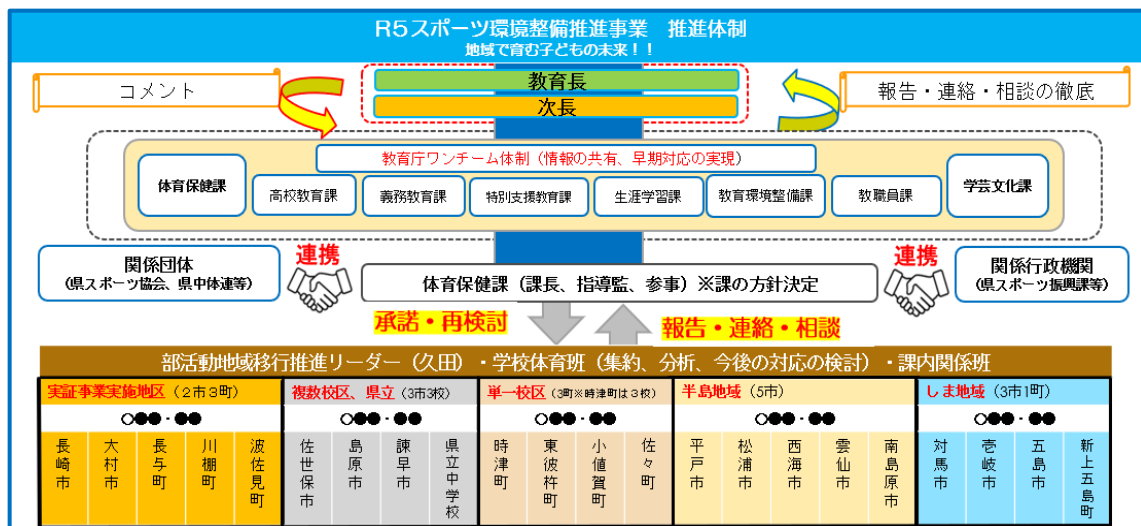 R5スポーツ環境整備推進事業 推進体制
地域で育む子どもの未来！！
コメント
教育長
次長
報告・連絡・相談の徹底
教育庁ワンチーム体制（情報の共有、早期対応の実現）
体育保健課
高校教育課
義務教育課
特別支援教育課
生涯学習課
教育環境整備課
教職員課
学芸文化課
関係団体
（県スポーツ協会、県中体連等）
連携
体育保健課（課長、指導監、参事）※課の方針決定
連携
関係行政機関
（県スポーツ振興課等）
承諾・再検討
報告・連絡・相談
部活動地域移行推進リーダー（久田）・学校体育班（集約、分析、今後の対応の検討）・課内関係班
実証事業実施地区（2市3町）
○●●・●●
長崎市
大村市
長与町
川棚町
波佐見町
複数校区、県立（3市3校）
○●●・●●
佐世保市
島原市
諫早市
県立中学校
単一校区（3町※時津町は3校）
○●●・●●
時津町
東彼杵町
小値賀町
佐々町
半島地域（5市）
○●●・●●
平戸市
松浦市
西海市
雲仙市
南島原市
しま地域（3市1町）
○●●・●●
対馬市
壱岐市
五島市
新上五島町